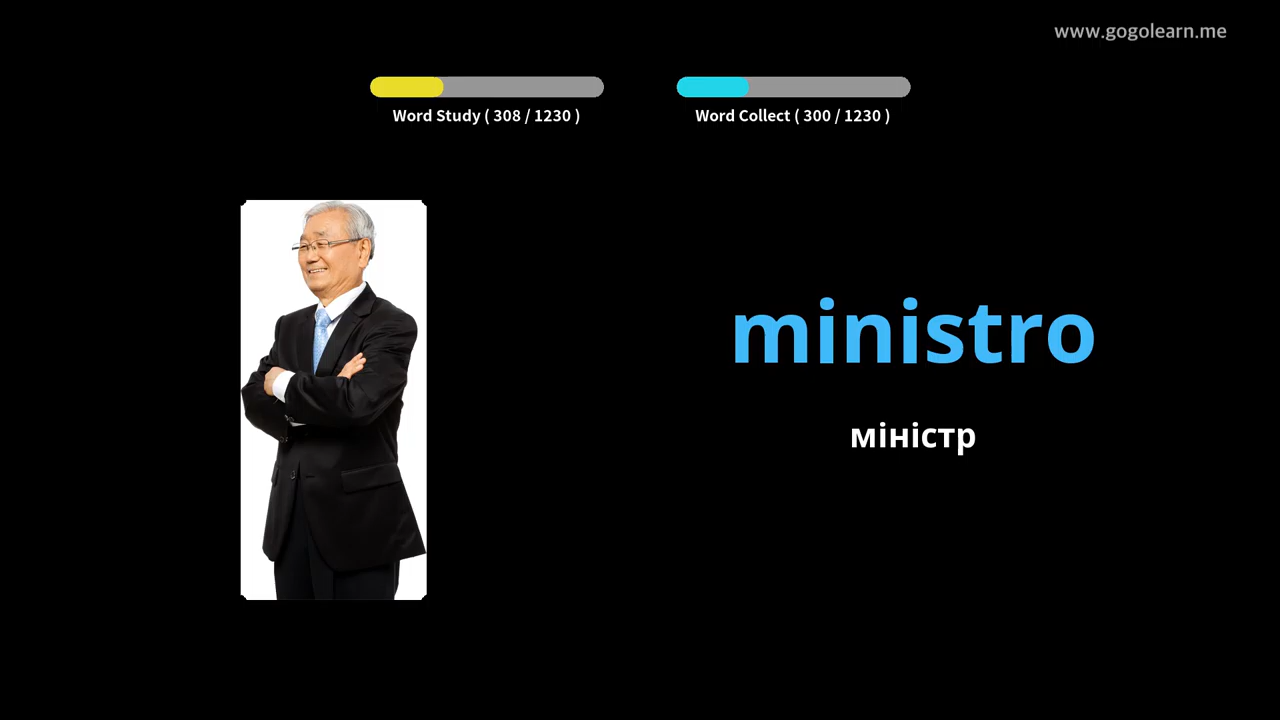 www.gogolearn.me
Word Study ( 308 / 1230 )
Word Collect ( 300 / 1230 )
ministro
міністр